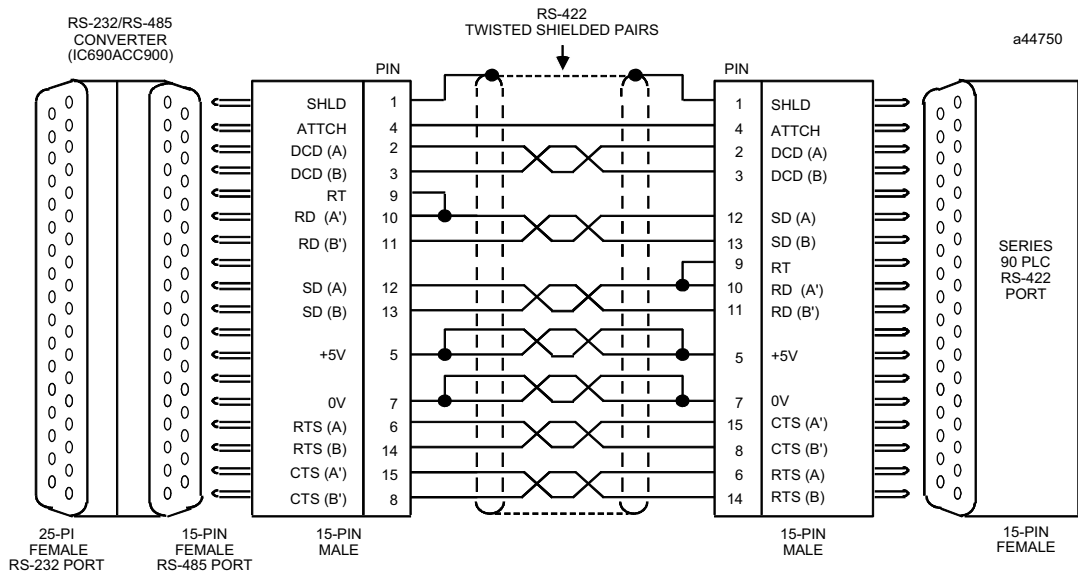 RS-232/RS-485
CONVERTER
(IC690ACC900)
RS-422
TWISTED SHIELDED PAIRS
a44750
PIN
PIN
SHLD 1
ATTCH 4
DCD (A) 2
DCD (B) 3
RT 9
RD (A') 10
RD (B') 11
SD (A) 12
SD (B) 13
+5V 5
0V 7
RTS (A) 6
RTS (B) 14
CTS (A') 15
CTS (B') 8
1 SHLD
4 ATTCH
2 DCD (A)
3 DCD (B)
12 SD (A)
13 SD (B)
9 RT
10 RD (A')
11 RD (B')
5 +5V
7 0V
15 CTS (A')
8 CTS (B')
6 RTS (A)
14 RTS (B)
SERIES
90 PLC
RS-422
PORT
25-PI
FEMALE
RS-232 PORT
15-PIN
FEMALE
RS-485 PORT
15-PIN
MALE
15-PIN
MALE
15-PIN
FEMALE